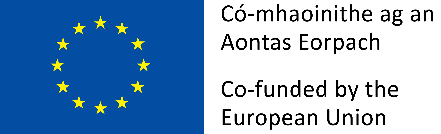 Có-mhaoinithe ag an
Aontas Eorpach
Co-funded by the
European Union